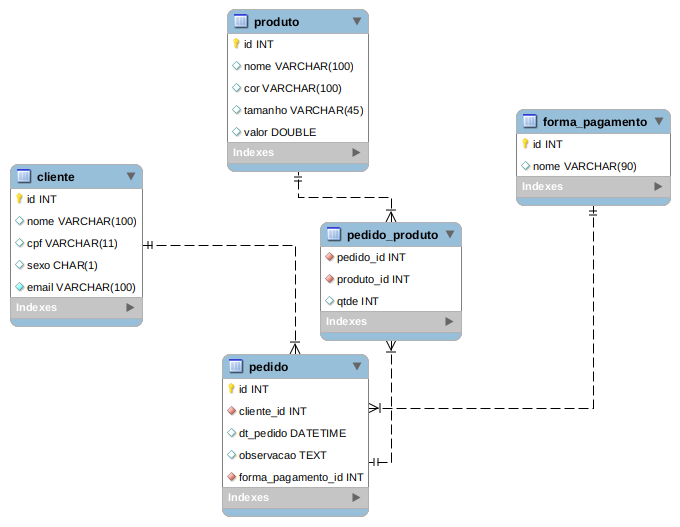 produto
id INT
nome VARCHAR(100)
cor VARCHAR(100)
tamanho VARCHAR(45)
valor DOUBLE
Indexes
forma_pagamento
id INT
nome VARCHAR(90)
Indexes
cliente
id INT
nome VARCHAR(100)
cpf VARCHAR(11)
sexo CHAR(1)
email VARCHAR(100)
Indexes
pedido_produto
pedido_id INT
produto_id INT
qtde INT
Indexes
pedido
id INT
cliente_id INT
dt_pedido DATETIME
observacao TEXT
forma_pagamento_id INT
Indexes